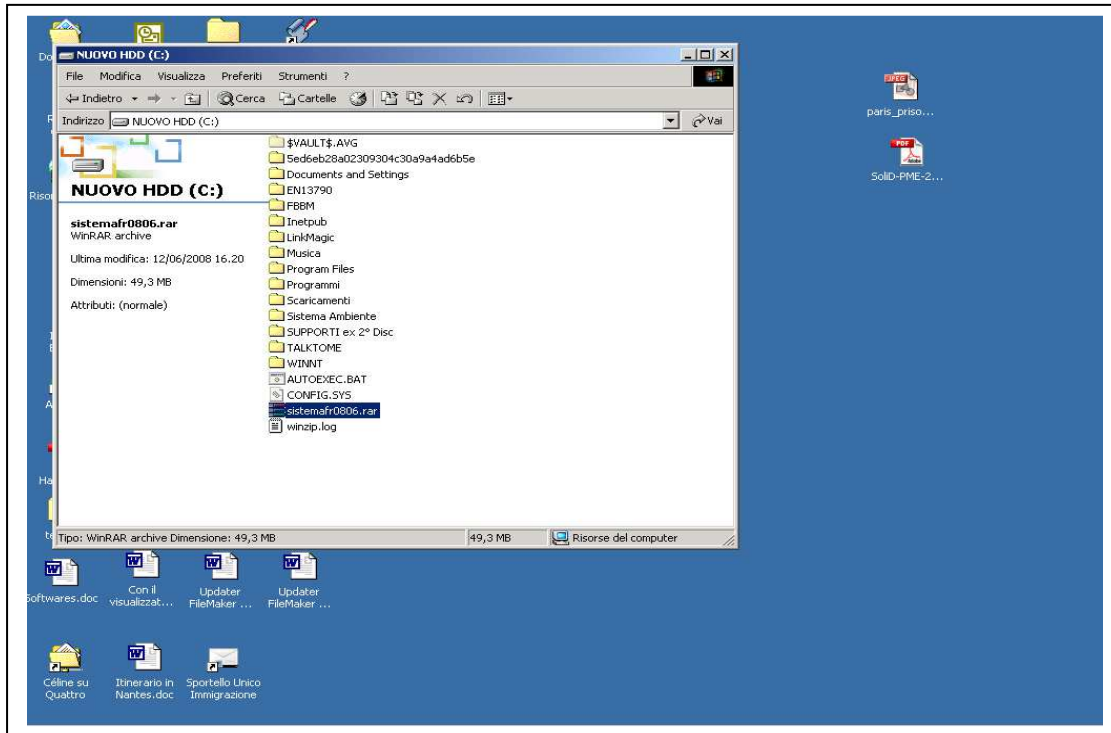 NUOVO HDD (C:)
File Modifica Visualizza Preferiti Strumenti ?
Indietro Cerca Cartelle
Indirizzo NUOVO HDD (C:) Vai
NUOVO HDD (C:)
sistemafr0806.rar
WinRAR archive
Ultima modifica: 12/06/2008 16.20
Dimensioni: 49,3 MB
Attributi: (normale)
$VAULT$.AVG
5ed6eb28a02309304c30a9a4ad6b5e
Documents and Settings
EN13790
FBBM
Inetpub
LinkMagic
Musica
Program Files
Programmi
Scaricamenti
Sistema Ambiente
SUPPORTI ex 2° Disc
TALKTOME
WINNT
AUTOEXEC.BAT
CONFIG.SYS
sistemafr0806.rar
winzip.log
Tipo: WinRAR archive Dimensione: 49,3 MB 49,3 MB Risorse del computer
JPEG
paris_priso...
PDF
Adobe
SoliD-PME-2...
Softwares.doc
Con il
visualizzat...
Updater
FileMaker ...
Updater
FileMaker ...
Céline su
Quattro
Itinerario in
Nantes.doc
Sportello Unico
Immigrazione